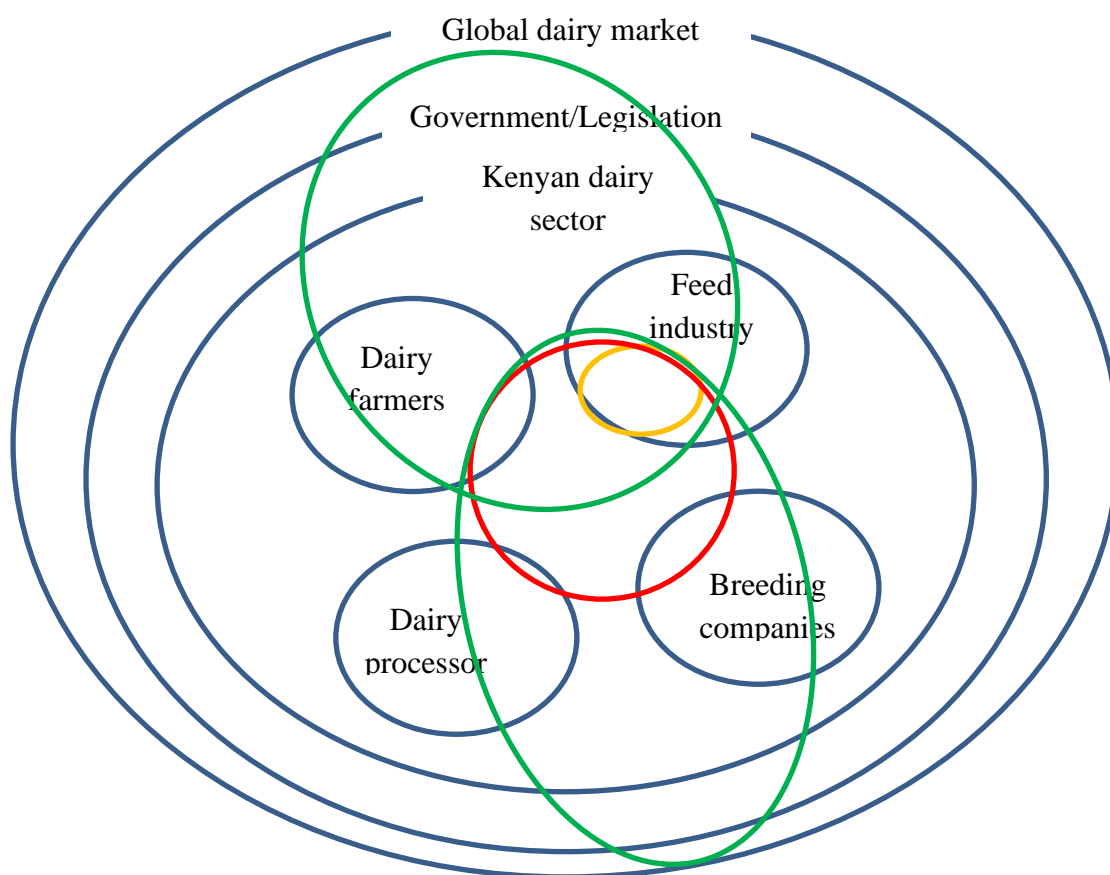 Global dairy market
Government/Legislation
Kenyan dairy
sector
Feed
industry
Dairy
farmers
Breeding
companies
Dairy
processor